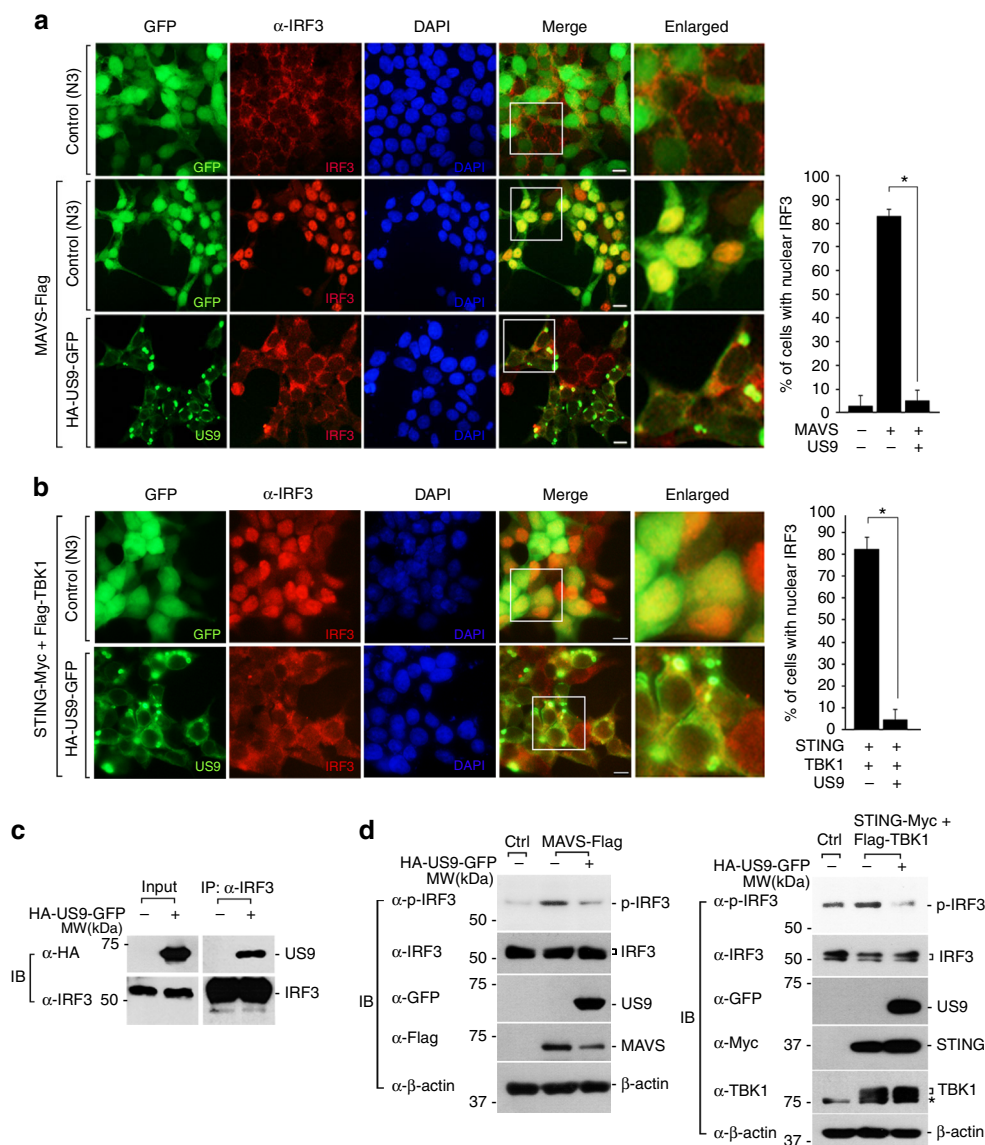 a
GFP α-IRF3 DAPI Merge Enlarged
Control (N3)
GFP IRF3 DAPI
MAVS-Flag
Control (N3)
GFP IRF3 DAPI
HA-US9-GFP
US9 IRF3 DAPI
% of cells with nuclear IRF3
100
90
80
70
60
50
40
30
20
10
0
*
MAVS – + +
US9 – – +
b
GFP α-IRF3 DAPI Merge Enlarged
STING-Myc + Flag-TBK1
Control (N3)
GFP IRF3 DAPI
HA-US9-GFP
US9 IRF3 DAPI
% of cells with nuclear IRF3
100
90
80
70
60
50
40
30
20
10
0
*
STING + +
TBK1 + +
US9 – +
c
Input IP: α-IRF3
HA-US9-GFP – + – +
MW(kDa)
IB
α-HA 75 - - US9
α-IRF3 50 - - IRF3
d
Ctrl MAVS-Flag
HA-US9-GFP – – +
MW(kDa)
IB
α-p-IRF3 50 - p-IRF3
α-IRF3 50 - IRF3
α-GFP 75 - - US9
α-Flag 75 - - MAVS
α-β-actin 37 - - β-actin
STING-Myc +
Ctrl Flag-TBK1
HA-US9-GFP – – +
MW(kDa)
IB
α-p-IRF3 50 - - p-IRF3
α-IRF3 50 - IRF3
α-GFP 75 - - US9
α-Myc 37 - - STING
α-TBK1 75 - TBK1
*
α-β-actin 37 - - β-actin